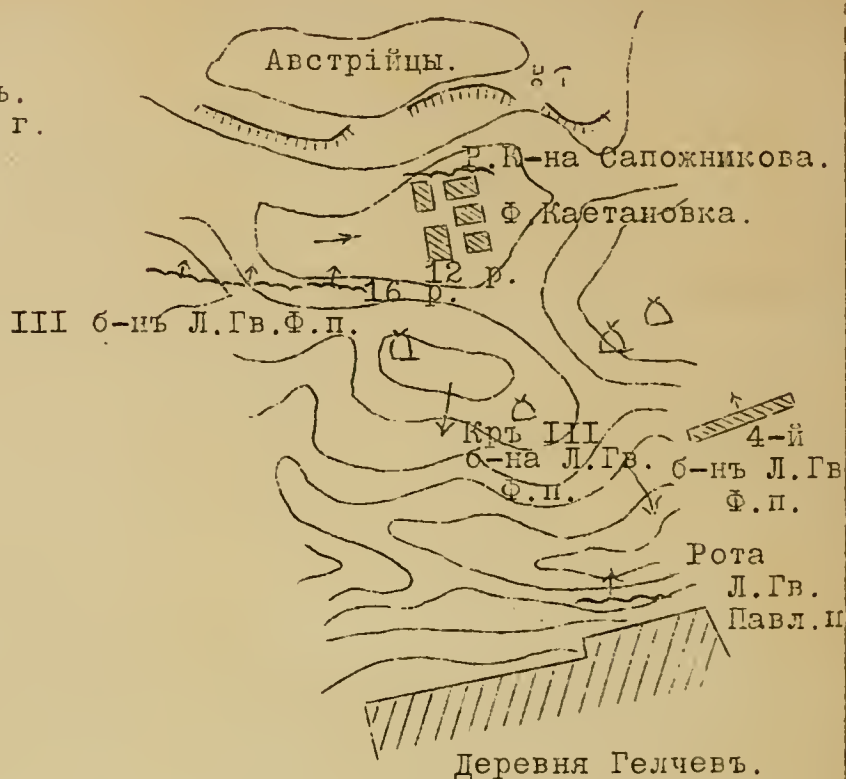 Австрійцы.
ъ.
г.
Р.К-на Сапожникова.
Ф.Каетановка.
12 р.
16 р.
III б-нъ Л.Гв.Ф.п.
Кръ III
б-на Л.Гв.
Ф.п.
4-й
б-нъ Л.Гв
Ф.п.
Рота
Л.Гв.
Павл.п
Деревня Гелчевъ.